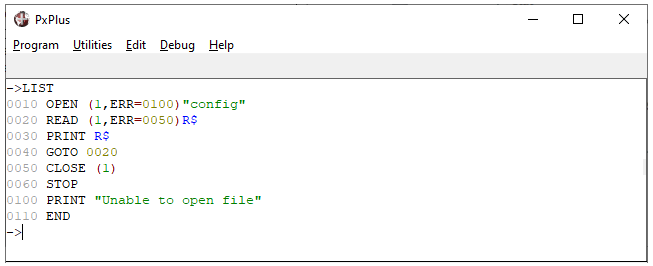 PxPlus
Program Utilities Edit Debug Help
->LIST
0010 OPEN (1,ERR=0100)"config"
0020 READ (1,ERR=0050)R$
0030 PRINT R$
0040 GOTO 0020
0050 CLOSE (1)
0060 STOP
0100 PRINT "Unable to open file"
0110 END
->